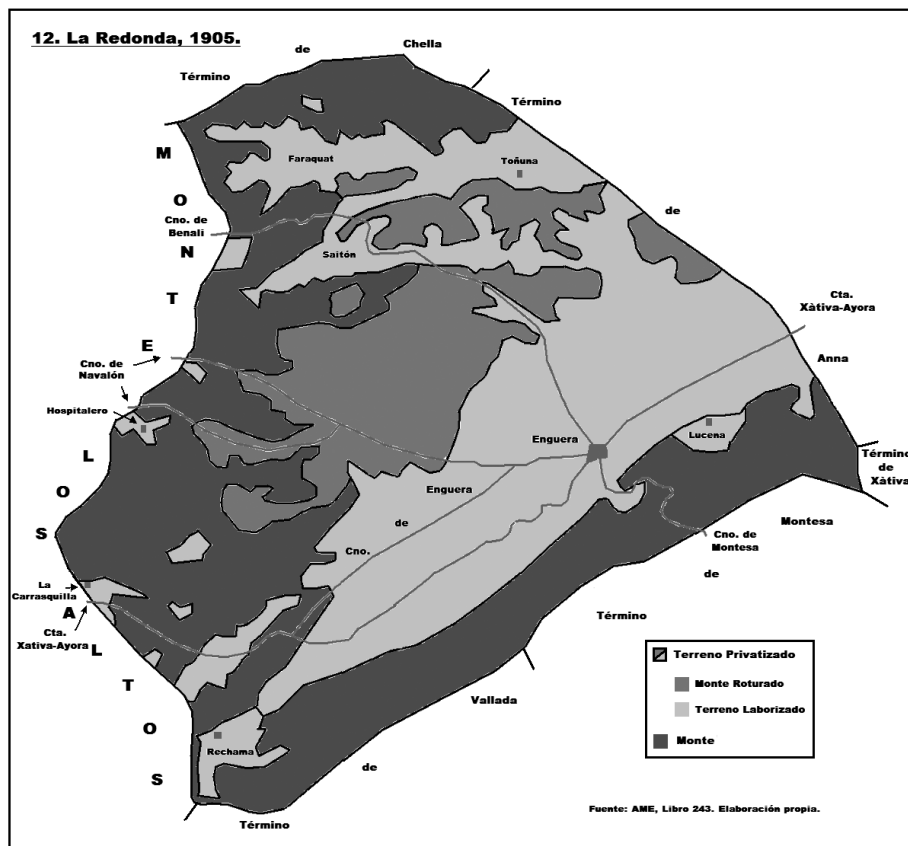 12. La Redonda, 1905.
Término
de
Chella
Término
de
Anna
Faraquat
Toñuna
Cno. de
Benali
Saitón
Cta.
Xàtiva-Ayora
Cno. de
Navalón
Hospitalero
Enguera
Lucena
Término
de
Xàtiva
Enguera
de
Cno.
Montesa
Cno. de
Montesa
de
Término
La
Carrasquilla
Cta.
Xativa-Ayora
MONTE
LOS
ALTOS
Vallada
Rechama
de
Término
Terreno Privatizado
Monte Roturado
Terreno Laborizado
Monte
Fuente: AME, Libro 243. Elaboración propia.